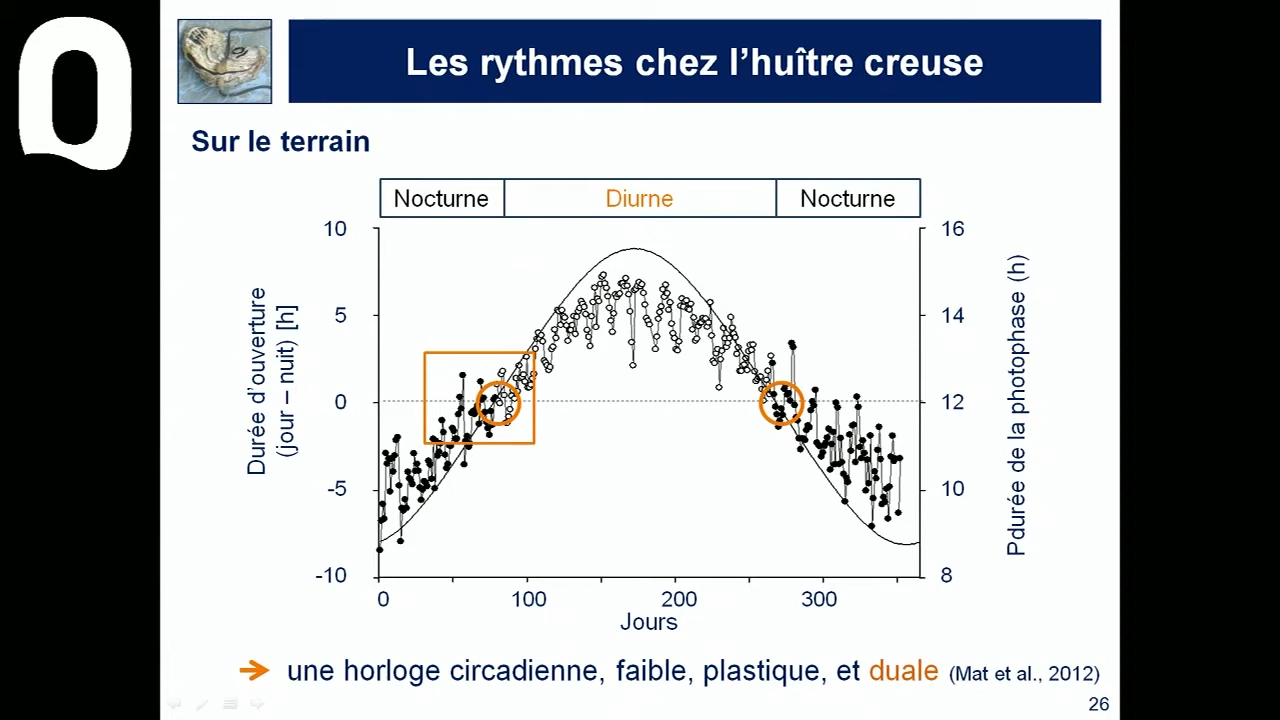 Les rythmes chez l'huître creuse
Sur le terrain
Nocturne
Diurne
Nocturne
10
5
0
-5
-10
Durée d'ouverture
(jour – nuit) [h]
16
14
12
10
8
Pdurée de la photophase (h)
0
100
200
300
Jours
une horloge circadienne, faible, plastique, et duale (Mat et al., 2012)
26